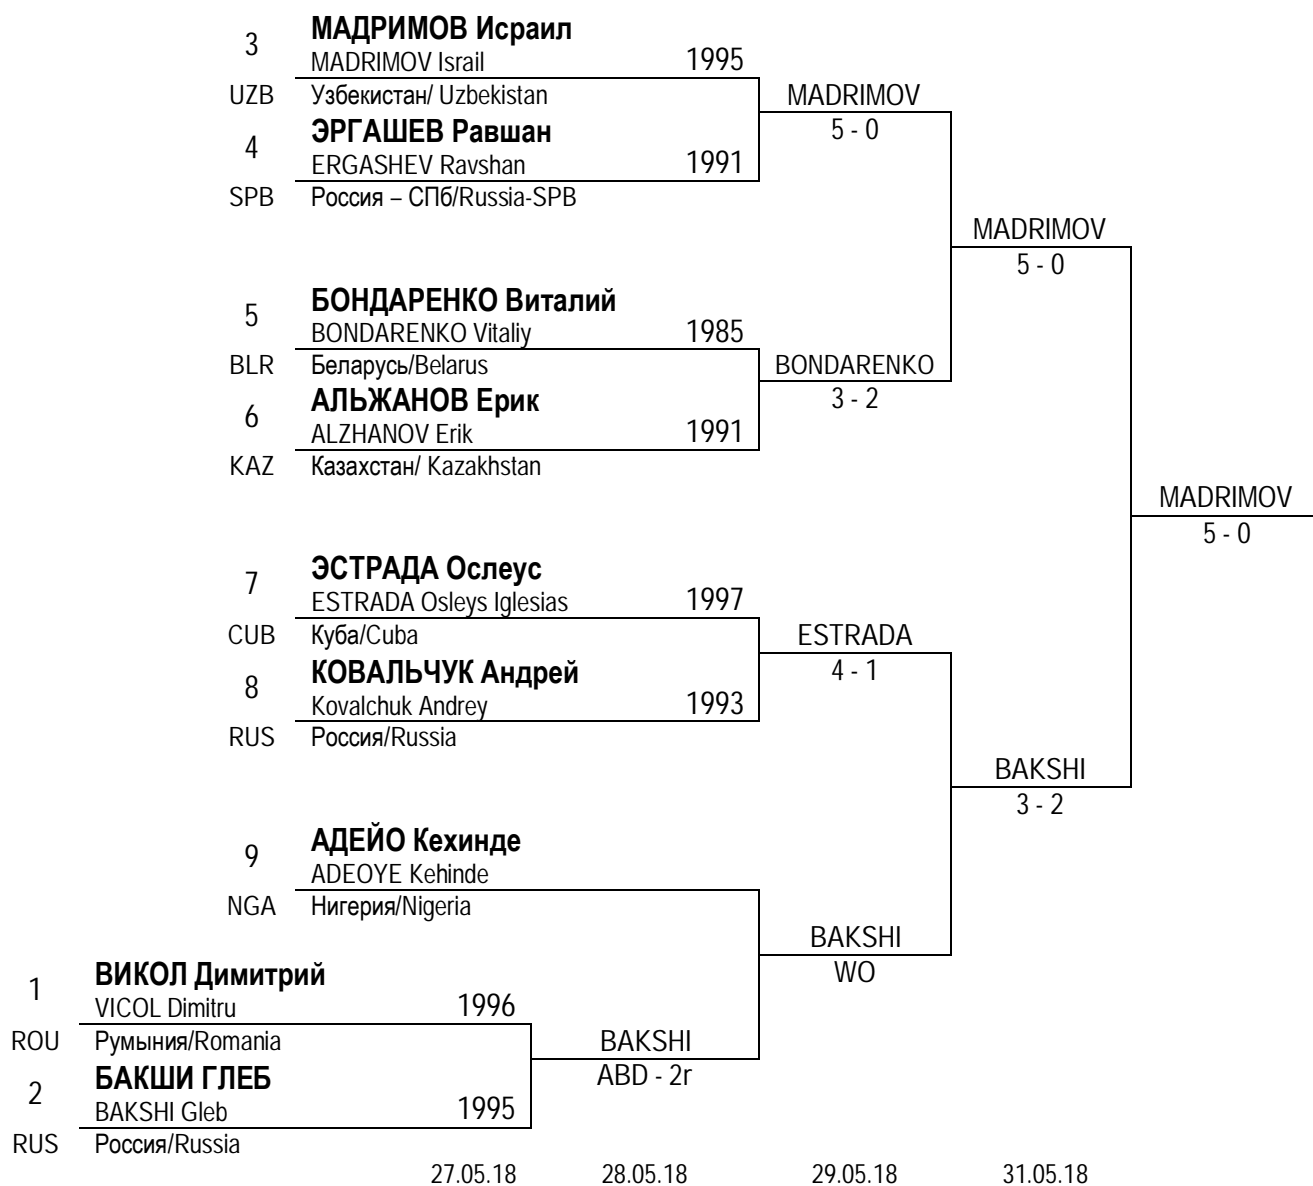 3
МАДРИМОВ Исраил
MADRIMOV Israil 1995
UZB Узбекистан/ Uzbekistan
MADRIMOV
5 - 0
4
ЭРГАШЕВ Равшан
ERGASHEV Ravshan 1991
SPB Россия – СПб/Russia-SPB
MADRIMOV
5 - 0
5
БОНДАРЕНКО Виталий
BONDARENKO Vitaliy 1985
BLR Беларусь/Belarus
BONDARENKO
3 - 2
6
АЛЬЖАНОВ Ерик
ALZHANOV Erik 1991
KAZ Казахстан/ Kazakhstan
MADRIMOV
5 - 0
7
ЭСТРАДА Ослеус
ESTRADA Osleys Iglesias 1997
CUB Куба/Cuba
ESTRADA
4 - 1
8
КОВАЛЬЧУК Андрей
Kovalchuk Andrey 1993
RUS Россия/Russia
BAKSHI
3 - 2
9
АДЕЙО Кехинде
ADEOYE Kehinde
NGA Нигерия/Nigeria
BAKSHI
WO
1
ВИКОЛ Димитрий
VICOL Dimitru 1996
ROU Румыния/Romania
BAKSHI
ABD - 2r
2
БАКШИ ГЛЕБ
BAKSHI Gleb 1995
RUS Россия/Russia
27.05.18 28.05.18 29.05.18 31.05.18